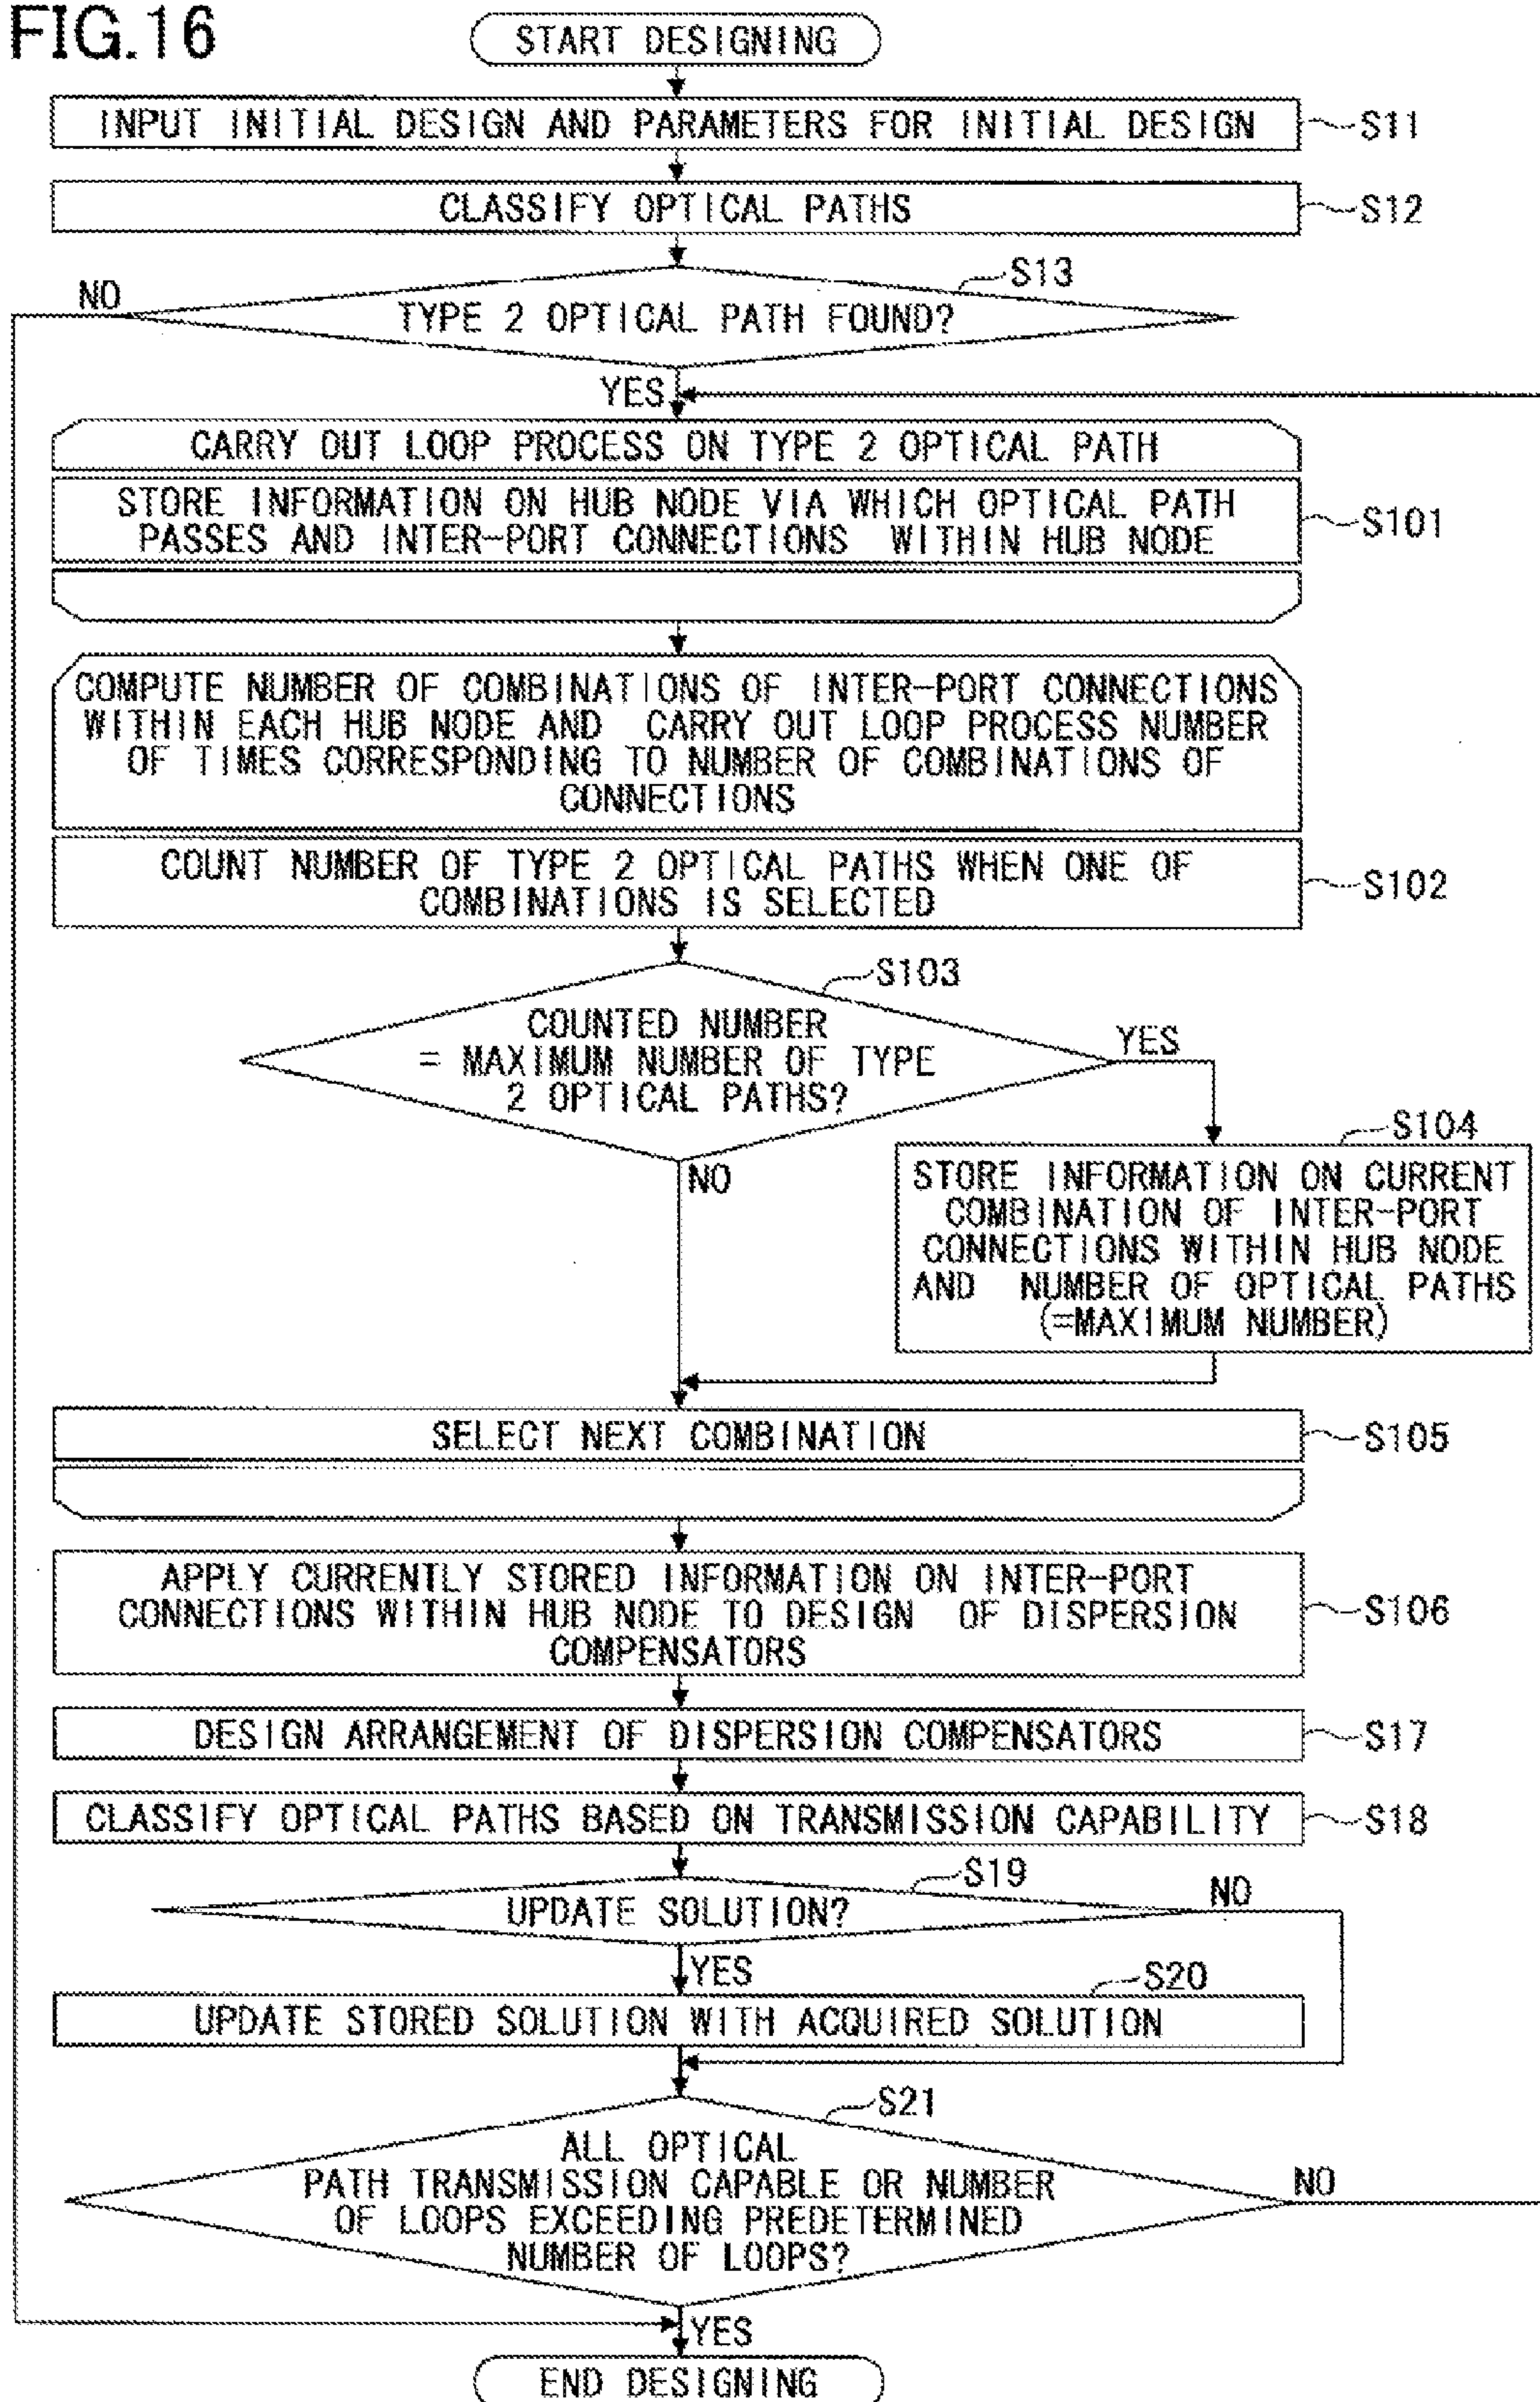 FIG.16
START DESIGNING
INPUT INITIAL DESIGN AND PARAMETERS FOR INITIAL DESIGN
S11
CLASSIFY OPTICAL PATHS
S12
S13
NO
TYPE 2 OPTICAL PATH FOUND?
YES
CARRY OUT LOOP PROCESS ON TYPE 2 OPTICAL PATH
STORE INFORMATION ON HUB NODE VIA WHICH OPTICAL PATH
PASSES AND INTER-PORT CONNECTIONS WITHIN HUB NODE
S101
COMPUTE NUMBER OF COMBINATIONS OF INTER-PORT CONNECTIONS
WITHIN EACH HUB NODE AND CARRY OUT LOOP PROCESS NUMBER
OF TIMES CORRESPONDING TO NUMBER OF COMBINATIONS OF
CONNECTIONS
COUNT NUMBER OF TYPE 2 OPTICAL PATHS WHEN ONE OF
COMBINATIONS IS SELECTED
S102
S103
COUNTED NUMBER
= MAXIMUM NUMBER OF TYPE
2 OPTICAL PATHS?
YES
NO
S104
STORE INFORMATION ON CURRENT
COMBINATION OF INTER-PORT
CONNECTIONS WITHIN HUB NODE
AND NUMBER OF OPTICAL PATHS
(=MAXIMUM NUMBER)
SELECT NEXT COMBINATION
S105
APPLY CURRENTLY STORED INFORMATION ON INTER-PORT
CONNECTIONS WITHIN HUB NODE TO DESIGN OF DISPERSION
COMPENSATORS
S106
DESIGN ARRANGEMENT OF DISPERSION COMPENSATORS
S17
CLASSIFY OPTICAL PATHS BASED ON TRANSMISSION CAPABILITY
S18
S19
UPDATE SOLUTION?
NO
YES
S20
UPDATE STORED SOLUTION WITH ACQUIRED SOLUTION
S21
ALL OPTICAL
PATH TRANSMISSION CAPABLE OR NUMBER
OF LOOPS EXCEEDING PREDETERMINED
NUMBER OF LOOPS?
NO
YES
END DESIGNING